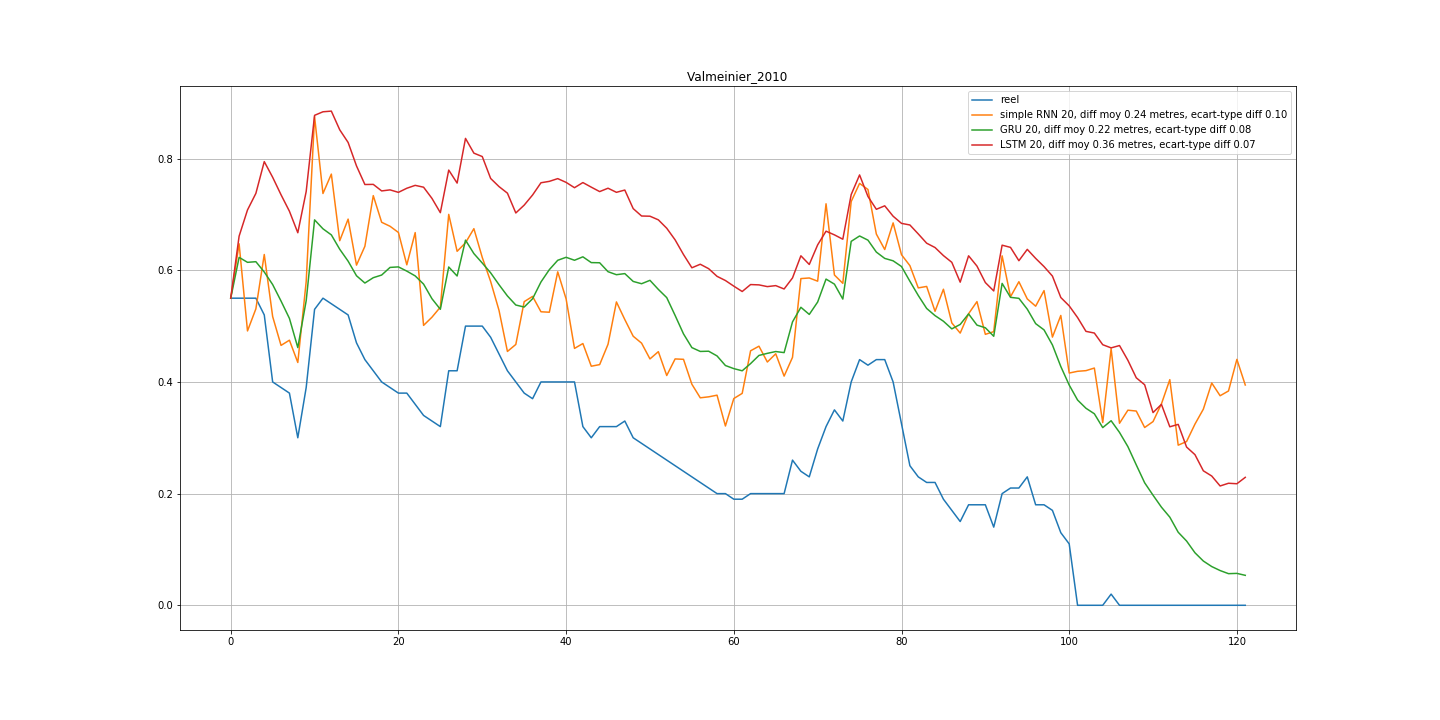 Valmeinier_2010
reel
simple RNN 20, diff moy 0.24 metres, ecart-type diff 0.10
GRU 20, diff moy 0.22 metres, ecart-type diff 0.08
LSTM 20, diff moy 0.36 metres, ecart-type diff 0.07
0.8
0.6
0.4
0.2
0.0
0 20 40 60 80 100 120